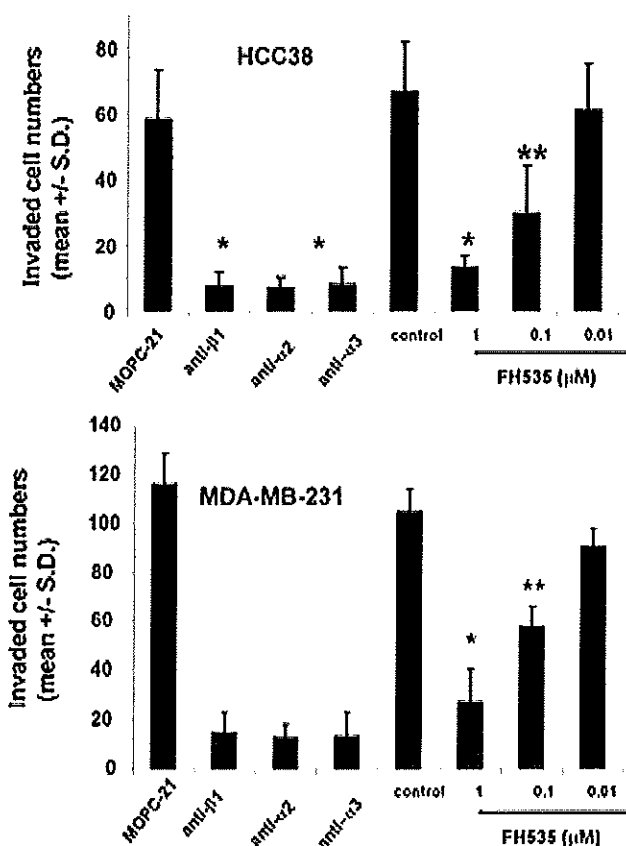 HCC38
Invaded cell numbers
(mean +/- S.D.)
80
60
40
20
0
*
*
*
**
MOPC-21
anti-β1
anti-α2
anti-α3
control
1
0.1
0.01
FH535 (μM)
MDA-MB-231
Invaded cell numbers
(mean +/- S.D.)
140
120
100
80
60
40
20
0
*
**
MOPC-21
anti-β1
anti-α2
anti-α3
control
1
0.1
0.01
FH535 (μM)